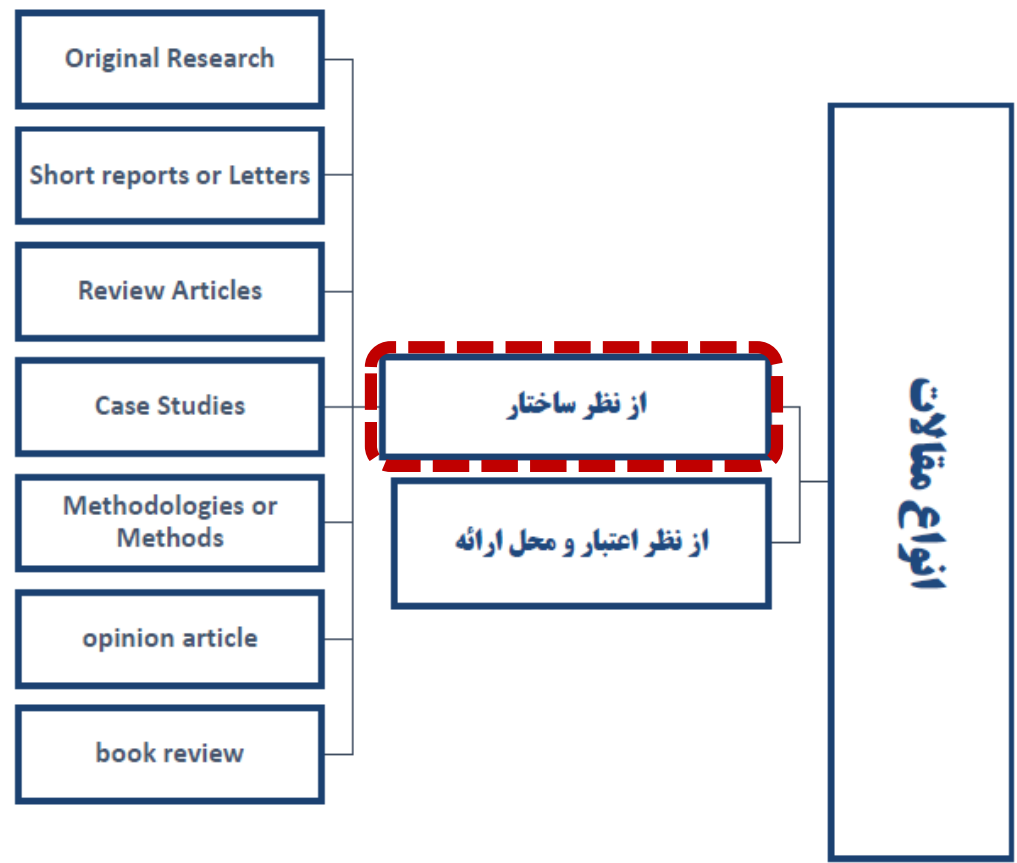 انواع مقالات
از نظر ساختار
از نظر اعتبار و محل ارائه
Original Research
Short reports or Letters
Review Articles
Case Studies
Methodologies or
Methods
opinion article
book review